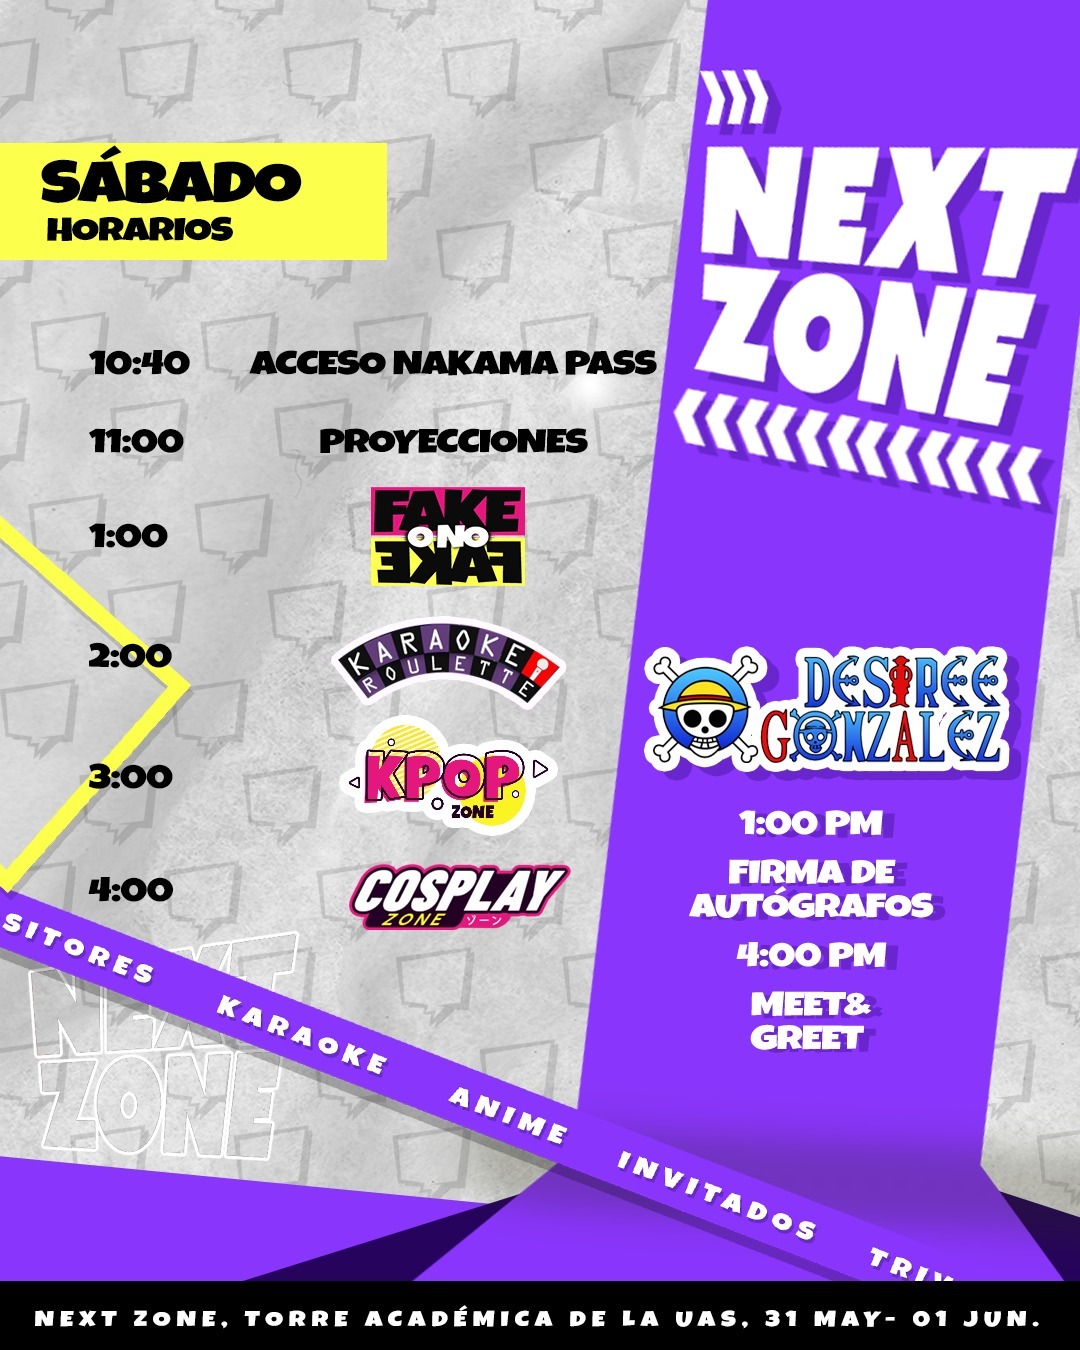 SÁBADO
HORARIOS
NEXT
ZONE
10:40 ACCESO NAKAMA PASS
11:00 PROYECCIONES
1:00 FAKE
O NO
FAKE
2:00 KARAOKE
ROULETTE
3:00 KPOP
ZONE
4:00 COSPLAY
ZONE ゾーン
DESIREE
GONZALEZ
1:00 PM
FIRMA DE
AUTÓGRAFOS
4:00 PM
MEET&
GREET
NEXT
ZONE
SITORES KARAOKE ANIME INVITADOS TRIV
NEXT ZONE, TORRE ACADÉMICA DE LA UAS, 31 MAY- 01 JUN.